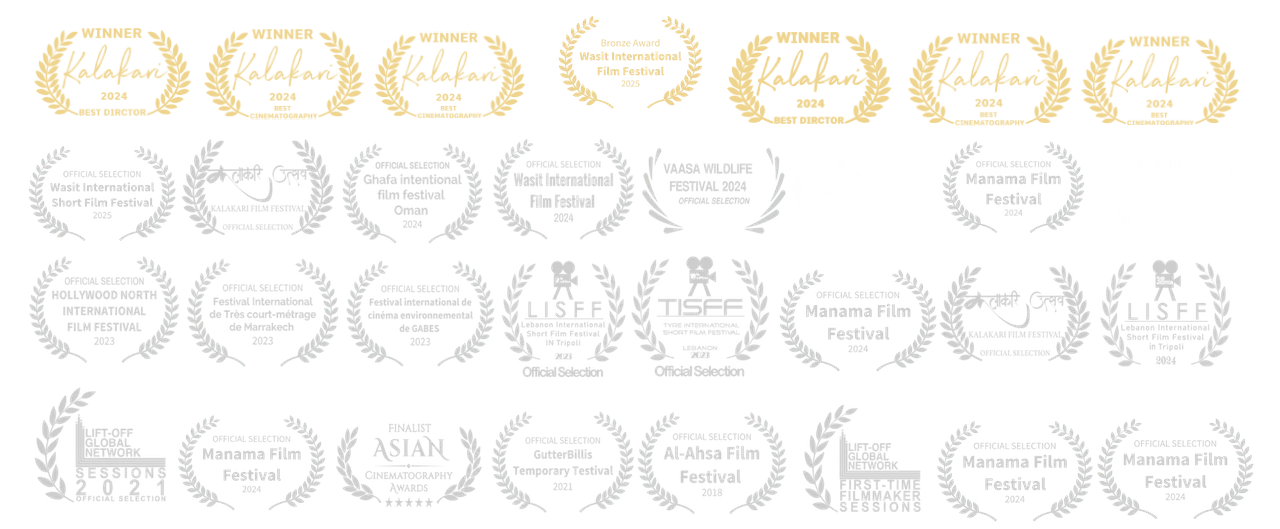 WINNER
Kalakari
2024
BEST DIRCTOR
WINNER
Kalakari
2024
BEST
CINEMATOGRAPHY
WINNER
Kalakari
2024
BEST
CINEMATOGRAPHY
Bronze Award
Wasit International
Film Festival
2025
WINNER
Kalakari
2024
BEST DIRCTOR
WINNER
Kalakari
2024
BEST
CINEMATOGRAPHY
WINNER
Kalakari
2024
BEST
CINEMATOGRAPHY
OFFICIAL SELECTION
Wasit International
Short Film Festival
2025
कलाकारी उत्सव
KALAKARI FILM FESTIVAL
OFFICIAL SELECTION
OFFICIAL SELECTION
Ghafa intentional
film festival
Oman
2024
OFFICIAL SELECTION
Wasit International
Film Festival
2024
VAASA WILDLIFE
FESTIVAL 2024
OFFICIAL SELECTION
OFFICIAL SELECTION
Manama Film
Festival
2024
OFFICIAL SELECTION
HOLLYWOOD NORTH
INTERNATIONAL
FILM FESTIVAL
2023
OFFICIAL SELECTION
Festival International
de Très court-métrage
de Marrakech
2023
OFFICIAL SELECTION
Festival international de
cinéma environnemental
de GABES
2023
LISFF
Lebanon International
Short Film Festival
IN Tripoli
2023
Official Selection
TISFF
TYRE INTERNATIONAL
SHORT FILM FESTIVAL
LEBANON
2023
Official Selection
OFFICIAL SELECTION
Manama Film
Festival
2024
कलाकारी उत्सव
KALAKARI FILM FESTIVAL
OFFICIAL SELECTION
LISFF
Lebanon International
Short Film Festival
in Tripoli
2024
LIFT-OFF
GLOBAL
NETWORK
SESSIONS
2021
OFFICIAL SELECTION
OFFICIAL SELECTION
Manama Film
Festival
2024
FINALIST
ASIAN
CINEMATOGRAPHY
AWARDS
OFFICIAL SELECTION
GutterBillis
Temporary Testival
2021
OFFICIAL SELECTION
Al-Ahsa Film
Festival
2018
LIFT-OFF
GLOBAL
NETWORK
FIRST-TIME
FILMMAKER
SESSIONS
OFFICIAL SELECTION
Manama Film
Festival
2024
OFFICIAL SELECTION
Manama Film
Festival
2024